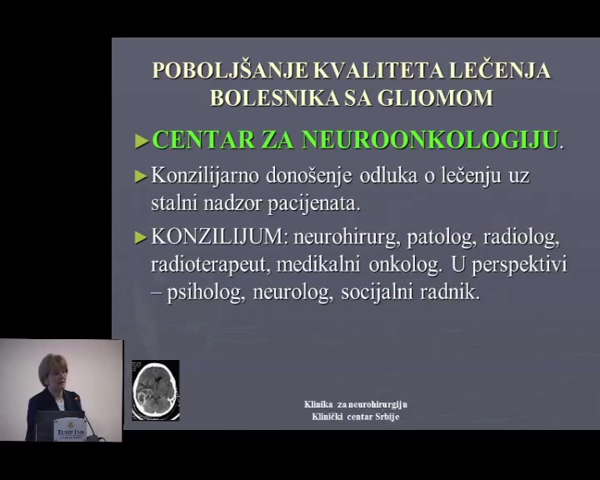 POBOLJŠANJE KVALITETA LEČENJA
BOLESNIKA SA GLIOMOM
CENTAR ZA NEUROONKOLOGIJU.
Konzilijarno donošenje odluka o lečenju uz
stalni nadzor pacijenata.
KONZILIJUM: neurohirurg, patolog, radiolog,
radioterapeut, medikalni onkolog. U perspektivi
– psiholog, neurolog, socijalni radnik.
Klinika za neurohirurgiju
Klinički centar Srbije